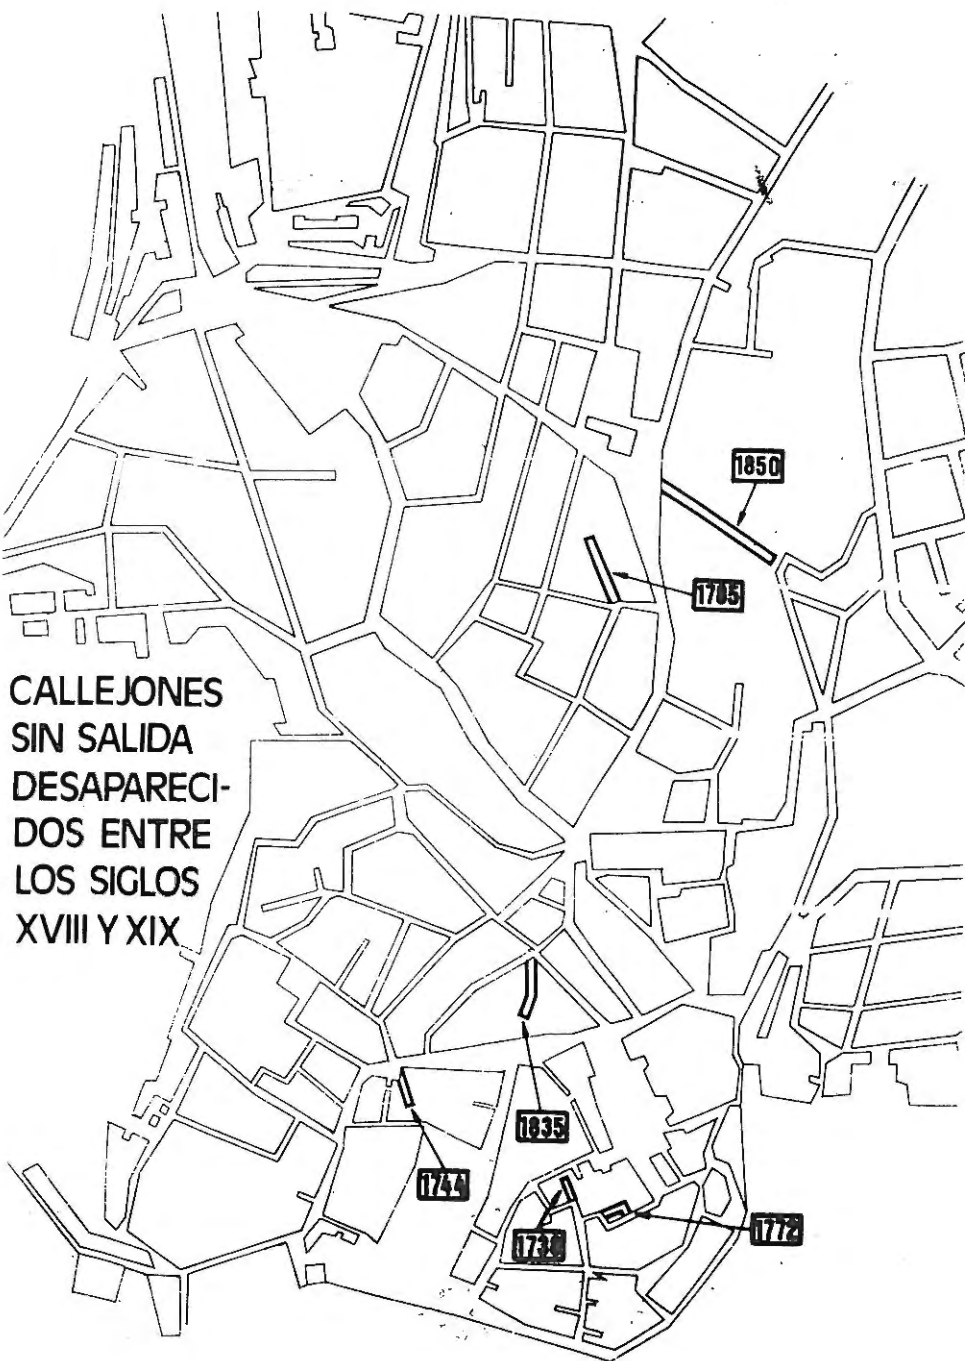 1850
1785
CALLEJONES
SIN SALIDA
DESAPARECI-
DOS ENTRE
LOS SIGLOS
XVIII Y XIX
1835
1744
1772